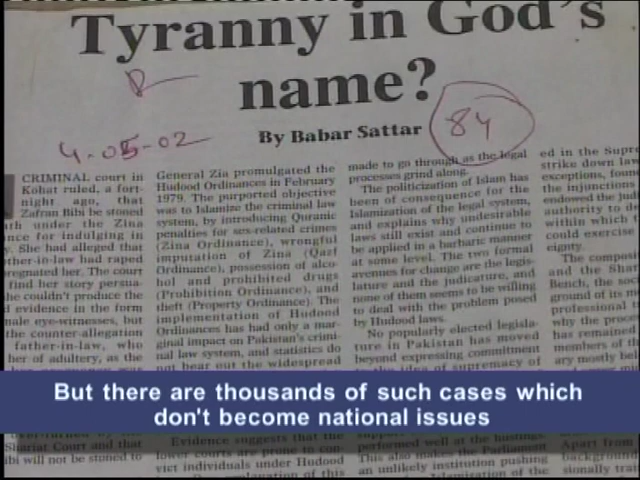 Tyranny in God's
name?
4-05-02
By Babar Sattar
84
CRIMINAL court in
Kohat ruled, a fort-
night ago, that
Zafran Bibi be stoned
under the Zina
for indulging in
She had alleged that
had raped
her. The court
find her story
he couldn't produce the
evidence in the form
eye-witnesses, but
the counter-allegation
father-in-law, who
her of adultery, as the
Shariat Court and that
ibi will not be stoned to
General Zia promulgated the
Hudood Ordinances in February
1979. The purported objective
was to Islamize the criminal law
system, by introducing Quranic
penalties for sex-related crimes
(Zina Ordinance), wrongful
imputation of Zina (Qazf
Ordinance), possession of alco-
hol and prohibited drugs
(Prohibition Ordinance), and
theft (Property Ordinance). The
implementation of Hudood
Ordinances has had only a mar-
ginal impact on Pakistan's crimi-
nal law system, and statistics do
not bear out the widespread
Evidence suggests that the
lower courts are prone to con-
vict individuals under Hudood
made to go through as the legal
processes grind along.
The politicization of Islam has
been of consequence for the
Islamization of the legal system,
and explains why undesirable
laws still exist and continue to
be applied in a barbaric manner
at some level. The two formal
avenues for change are the legis-
lature and the judicature, and
none of them seems to be willing
to deal with the problem posed
by Hudood laws.
No popularly elected legisla-
ture in Pakistan has moved
beyond expressing commitment
to the idea of supremacy of
performed well at the hustings.
This also makes the Parliament
an unlikely institution pushing
ed in the Supre
strike down law
exceptions, foun
the injunctions
endowed the jud
authority to de
within which t
could exercise
eignty.
The compos
and the Shar
Bench, the soc
ground of its m
professional
why the proce
has remained
members of th
ary mostly be
Apart from
background
sionally tra
But there are thousands of such cases which
don't become national issues